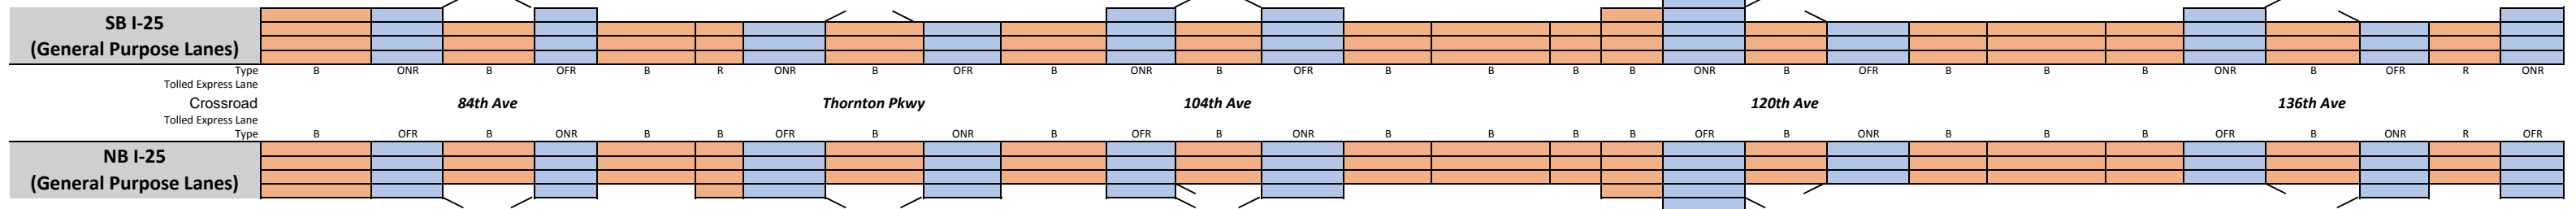 SB I-25
(General Purpose Lanes)
Type B ONR B OFR B R ONR B OFR B ONR B OFR B B B B ONR B OFR B B B ONR B OFR R ONR
Tolled Express Lane
Crossroad 84th Ave Thornton Pkwy 104th Ave 120th Ave 136th Ave
Tolled Express Lane
Type B OFR B ONR B B OFR B ONR B OFR B ONR B B B B OFR B ONR B B B OFR B ONR R OFR
NB I-25
(General Purpose Lanes)